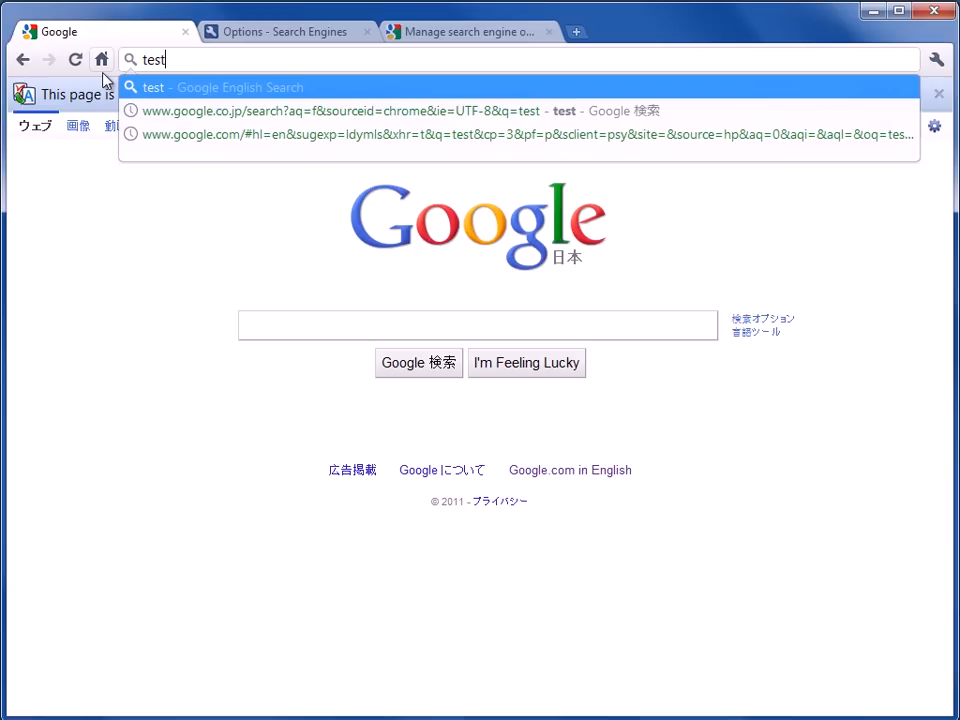 Google
Options - Search Engines
Manage search engine o...
test
This page is
test - Google English Search
www.google.co.jp/search?aq=f&sourceid=chrome&ie=UTF-8&q=test - test - Google 検索
www.google.com/#hl=en&sugexp=ldymls&xhr=t&q=test&cp=3&pf=p&sclient=psy&site=&source=hp&aq=0&aqi=&aql=&oq=tes...
ウェブ 画像 動
Google
日本
検索オプション
言語ツール
Google 検索 I'm Feeling Lucky
広告掲載 Google について Google.com in English
© 2011 - プライバシー